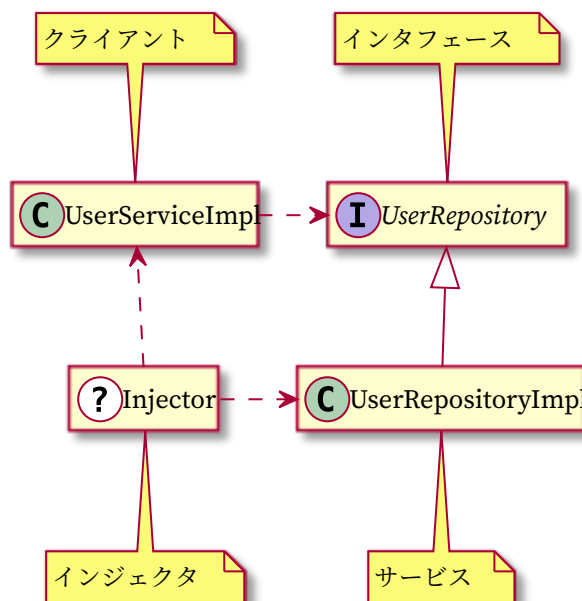 クライアント
インタフェース
C UserServiceImpl
I UserRepository
? Injector
C UserRepositoryImpl
インジェクタ
サービス